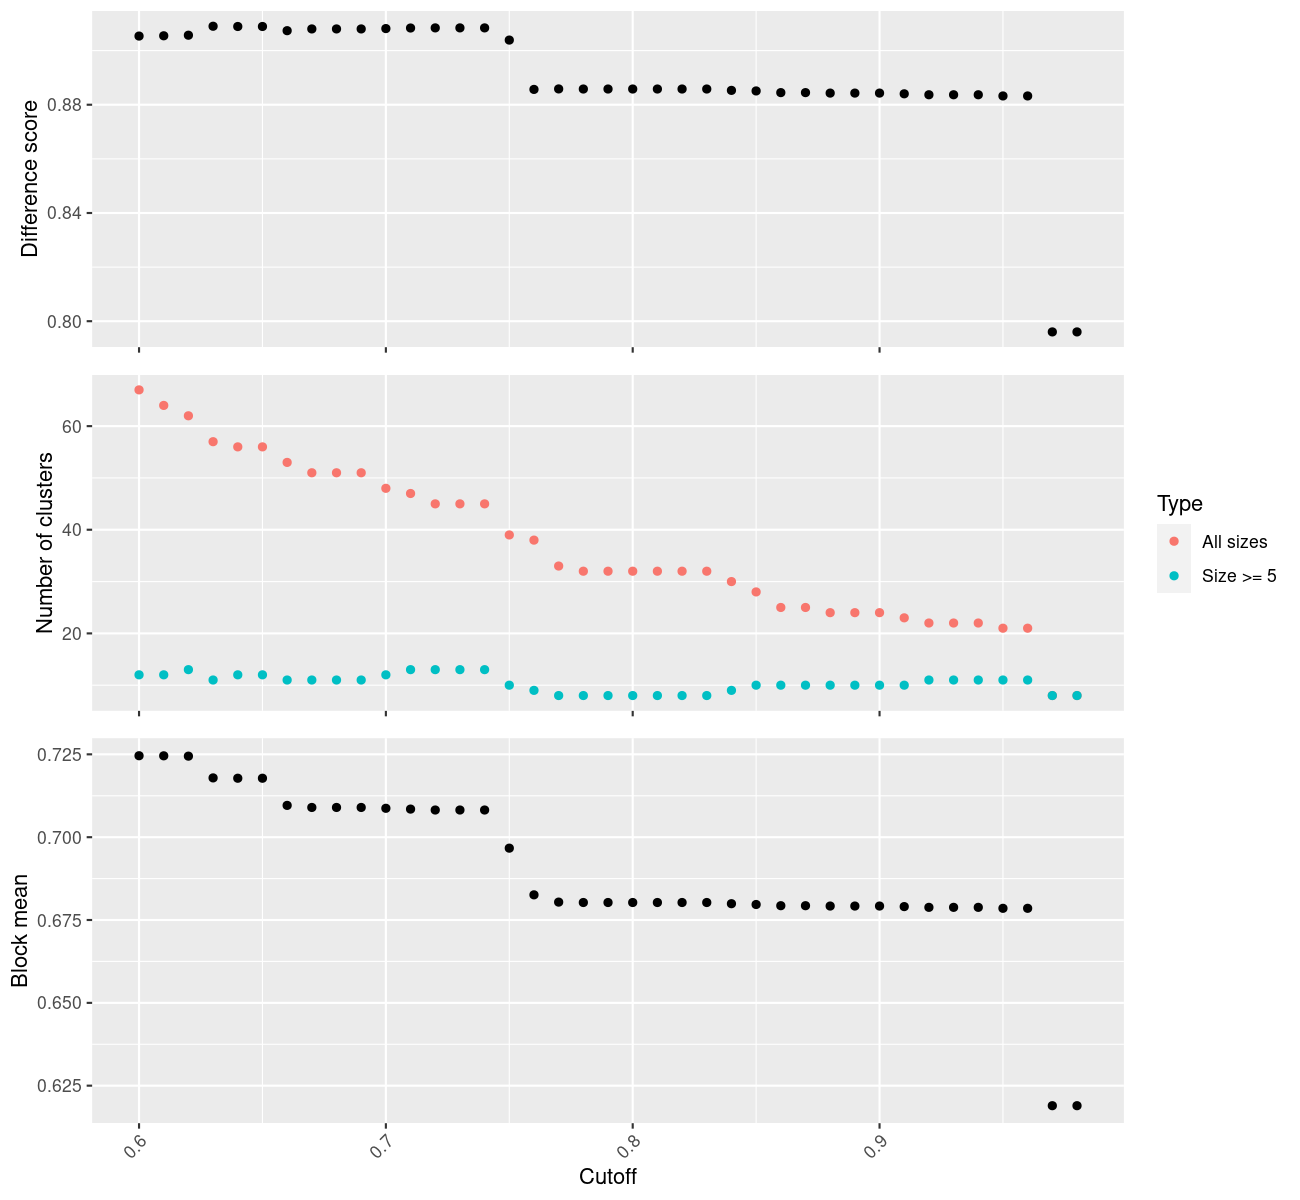 Difference score
0.88
0.84
0.80
Number of clusters
60
40
20
Type
All sizes
Size >= 5
Block mean
0.725
0.700
0.675
0.650
0.625
0.6
0.7
0.8
0.9
Cutoff